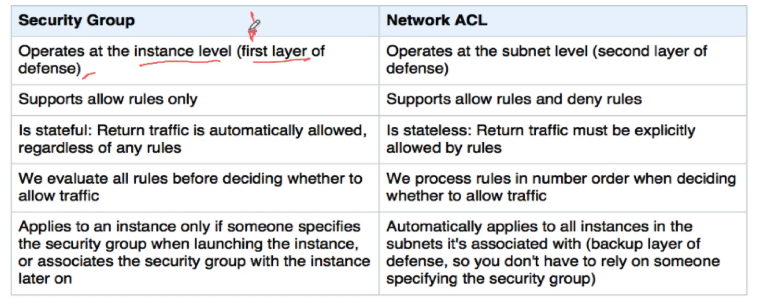 Security Group
Network ACL
Operates at the instance level (first layer of
defense)
Operates at the subnet level (second layer of
defense)
Supports allow rules only
Supports allow rules and deny rules
Is stateful: Return traffic is automatically allowed,
regardless of any rules
Is stateless: Return traffic must be explicitly
allowed by rules
We evaluate all rules before deciding whether to
allow traffic
We process rules in number order when deciding
whether to allow traffic
Applies to an instance only if someone specifies
the security group when launching the instance,
or associates the security group with the instance
later on
Automatically applies to all instances in the
subnets it's associated with (backup layer of
defense, so you don't have to rely on someone
specifying the security group)